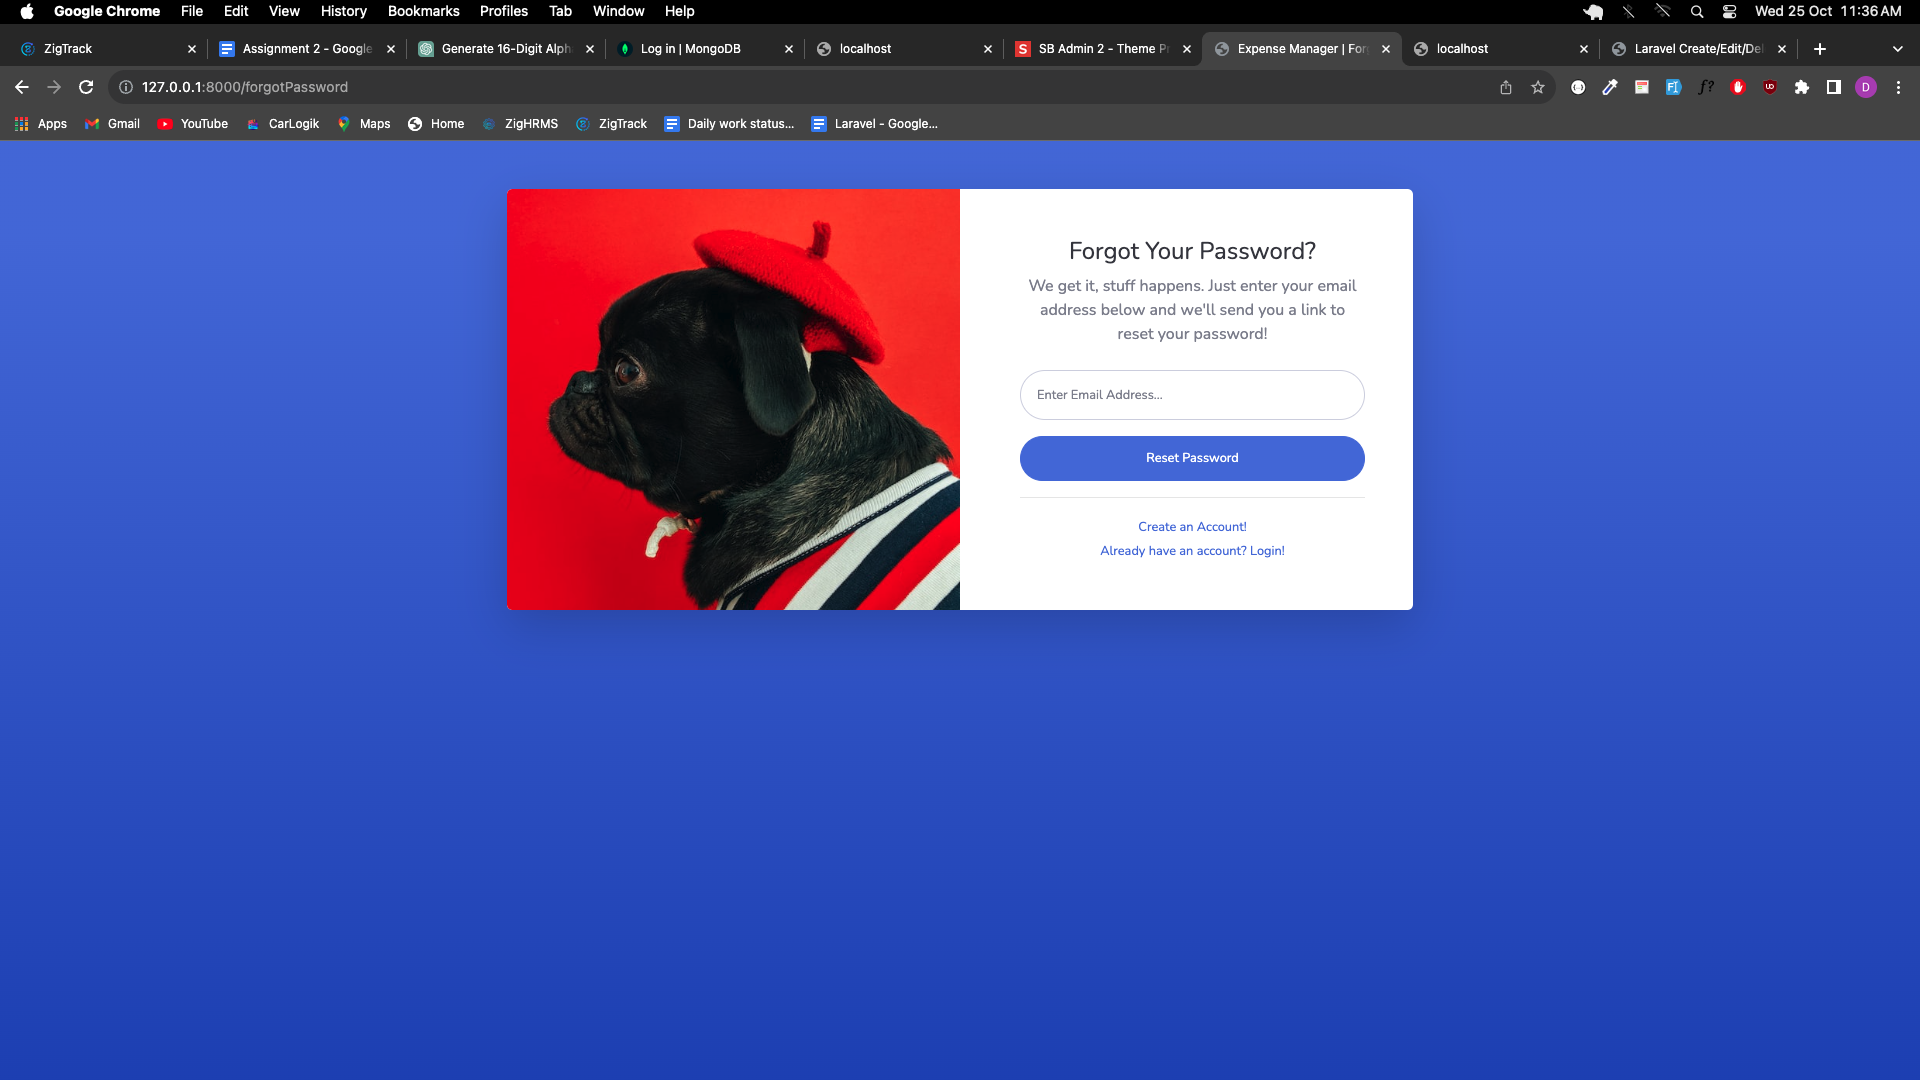 Google Chrome File Edit View History Bookmarks Profiles Tab Window Help Wed 25 Oct 11:36 AM
ZigTrack Assignment 2 - Google Generate 16-Digit Alph Log in | MongoDB localhost SB Admin 2 - Theme Pr Expense Manager | For localhost Laravel Create/Edit/Del
127.0.0.1:8000/forgotPassword f? D
Apps Gmail YouTube CarLogik Maps Home ZigHRMS ZigTrack Daily work status... Laravel - Google...
Forgot Your Password?
We get it, stuff happens. Just enter your email
address below and we'll send you a link to
reset your password!
Enter Email Address...
Reset Password
Create an Account!
Already have an account? Login!